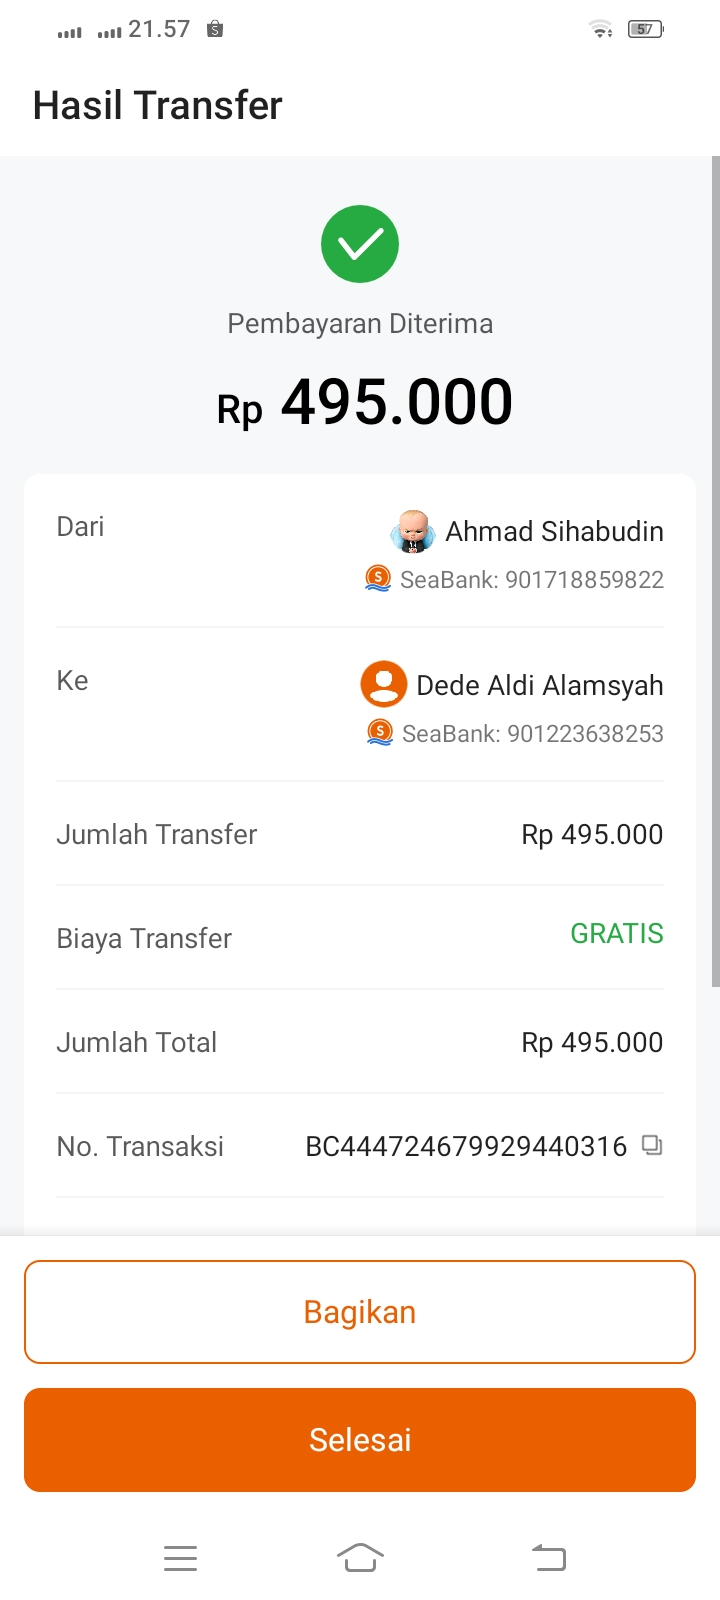 21.57
57
Hasil Transfer
Pembayaran Diterima
Rp 495.000
Dari
Ahmad Sihabudin
SeaBank: 901718859822
Ke
Dede Aldi Alamsyah
SeaBank: 901223638253
Jumlah Transfer
Rp 495.000
Biaya Transfer
GRATIS
Jumlah Total
Rp 495.000
No. Transaksi
BC444724679929440316
Bagikan
Selesai